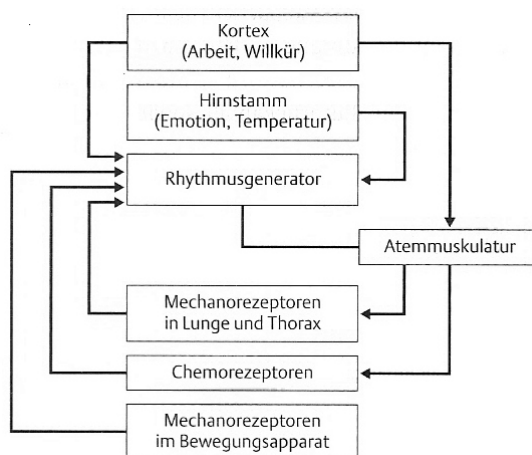 Kortex
(Arbeit, Willkür)
Hirnstamm
(Emotion, Temperatur)
Rhythmusgenerator
Atemmuskulatur
Mechanorezeptoren
in Lunge und Thorax
Chemorezeptoren
Mechanorezeptoren
im Bewegungsapparat